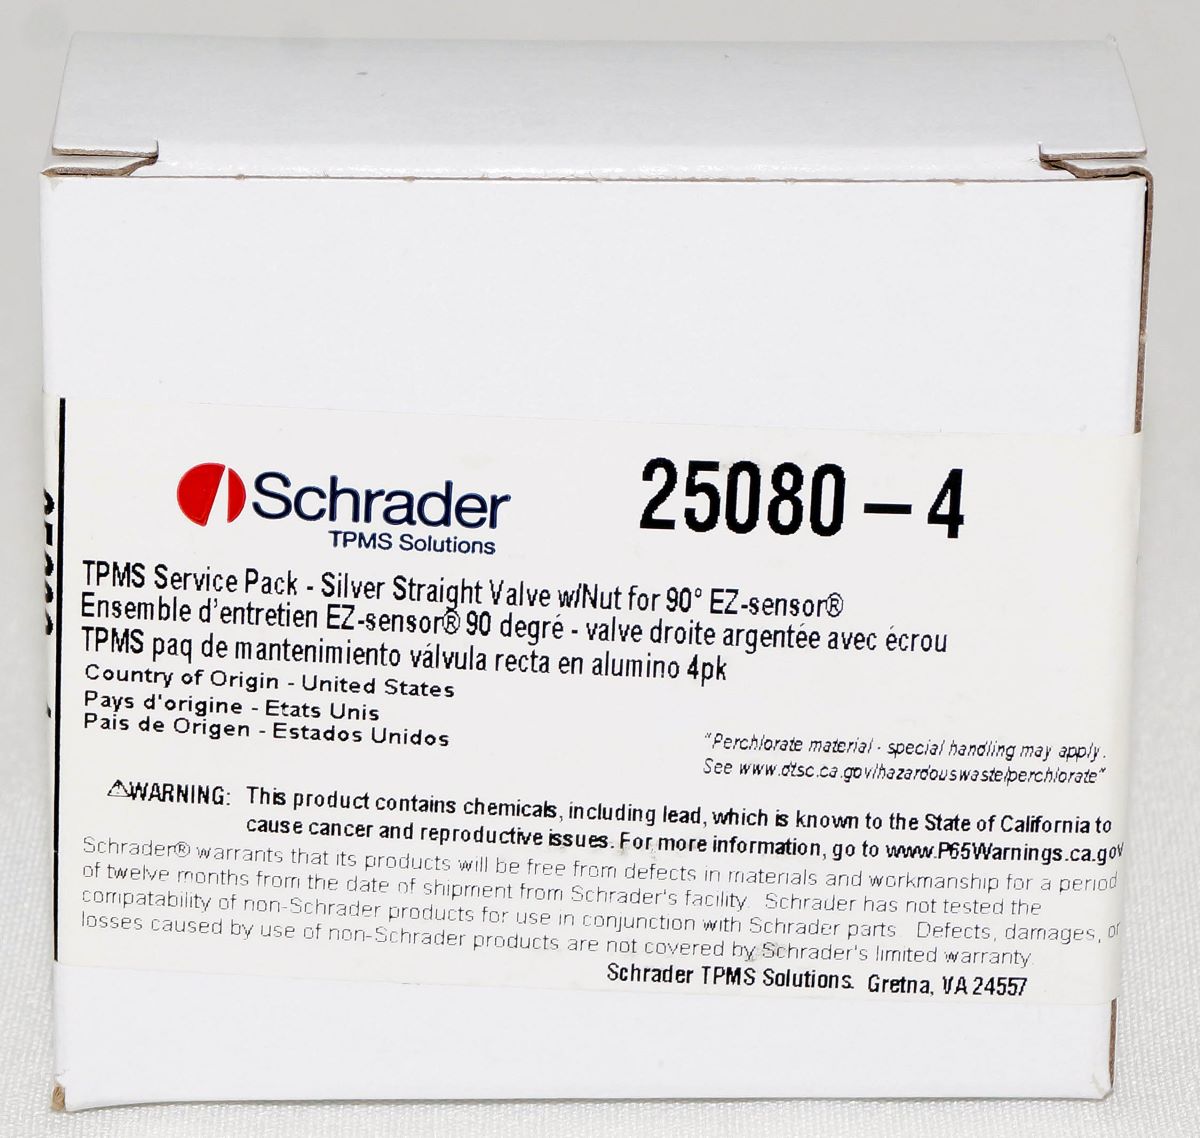 Schrader
TPMS Solutions
25080-4
TPMS Service Pack - Silver Straight Valve w/Nut for 90° EZ-sensor®
Ensemble d'entretien EZ-sensor® 90 degré - valve droite argentée avec écrou
TPMS paq de mantenimiento válvula recta en alumino 4pk
Country of Origin - United States
Pays d'origine - Etats Unis
Pais de Origen - Estados Unidos
"Perchlorate material - special handling may apply.
See www.dtsc.ca.gov/hazardouswaste/perchlorate"
⚠WARNING: This product contains chemicals, including lead, which is known to the State of California to
cause cancer and reproductive issues. For more information, go to www.P65Warnings.ca.gov
Schrader® warrants that its products will be free from defects in materials and workmanship for a period
of twelve months from the date of shipment from Schrader's facility. Schrader has not tested the
compatability of non-Schrader products for use in conjunction with Schrader parts. Defects, damages, or
losses caused by use of non-Schrader products are not covered by Schrader's limited warranty.
Schrader TPMS Solutions. Gretna, VA 24557